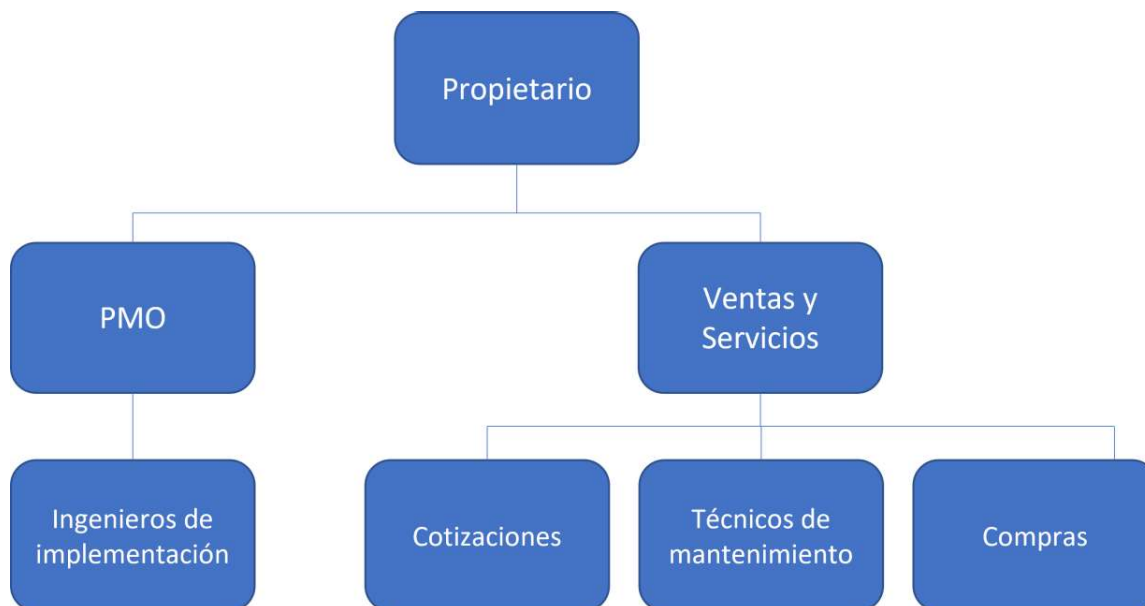 Propietario
PMO
Ventas y
Servicios
Ingenieros de
implementación
Cotizaciones
Técnicos de
mantenimiento
Compras